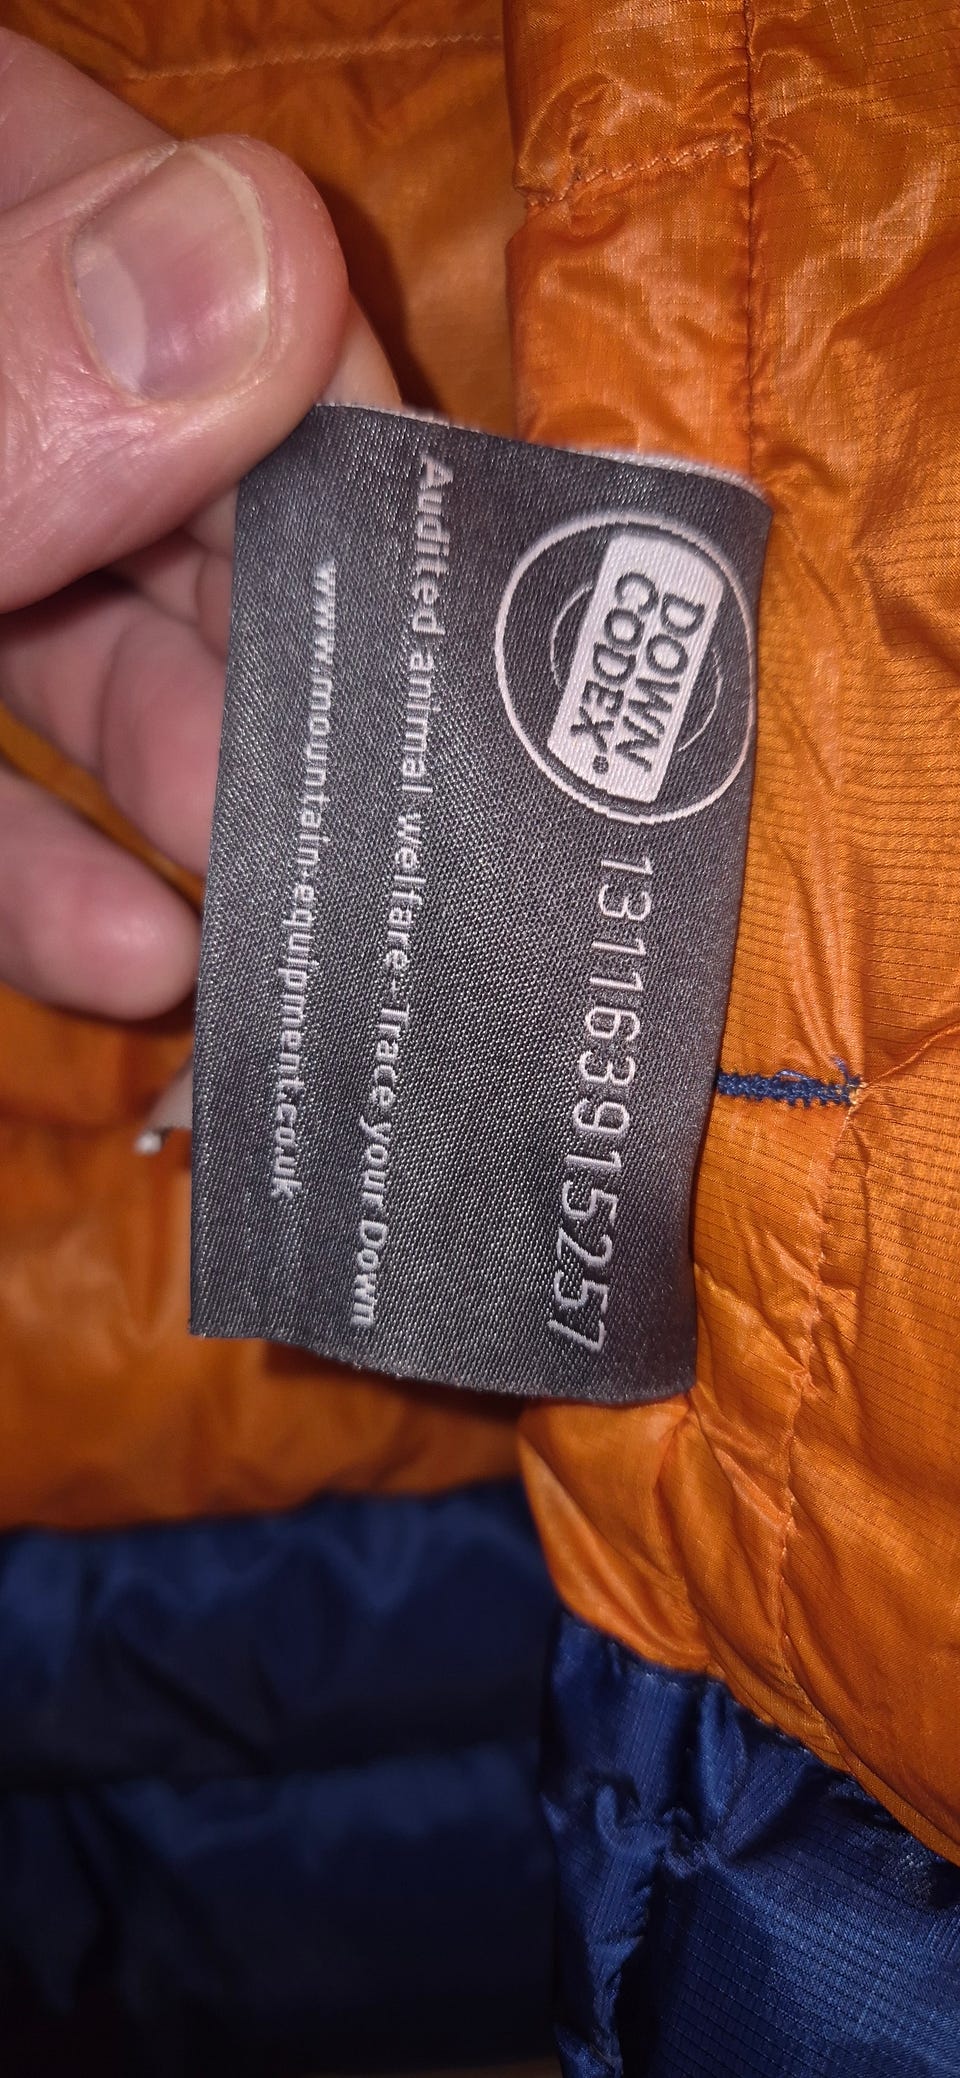 DOWN
CODEX®
13116391525​7
Audited animal welfare - Trace your Down
www.mountain-equipment.co.uk